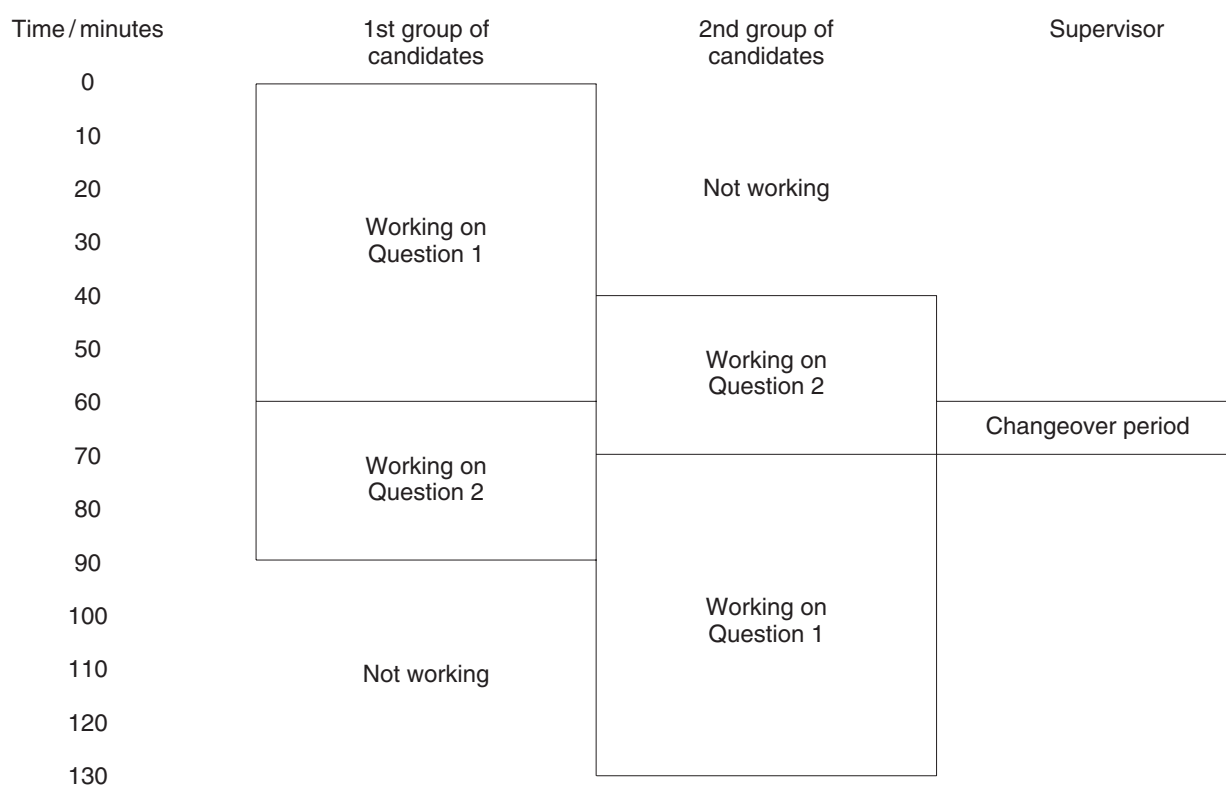 Time / minutes
1st group of
candidates
2nd group of
candidates
Supervisor
0
10
20
Not working
30
Working on
Question 1
40
50
Working on
Question 2
60
Changeover period
70
Working on
Question 2
80
90
100
Working on
Question 1
110
Not working
120
130